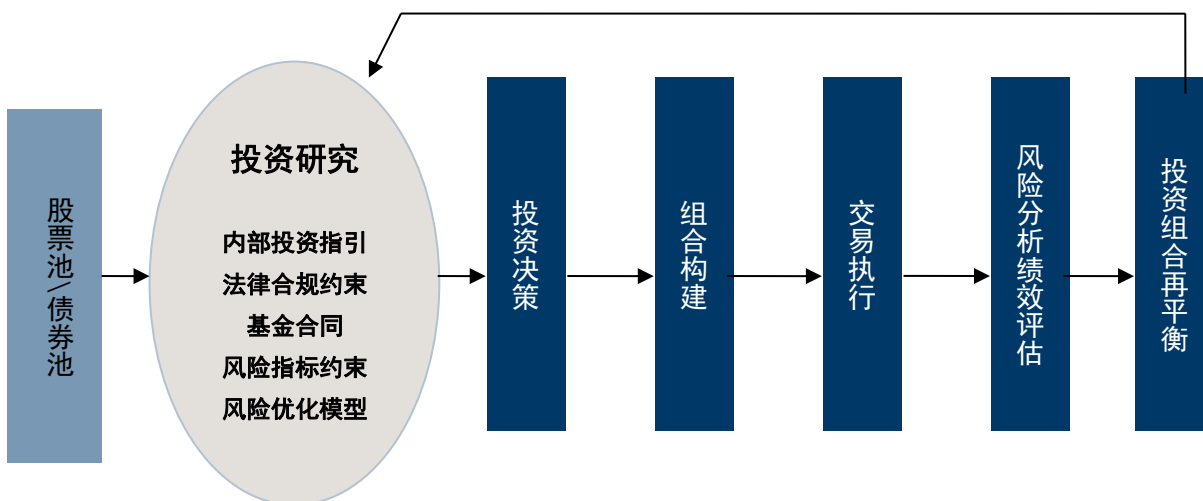 股票池\债券池
投资研究
内部投资指引
法律合规约束
基金合同
风险指标约束
风险优化模型
投资决策
组合构建
交易执行
风险分析绩效评估
投资组合再平衡